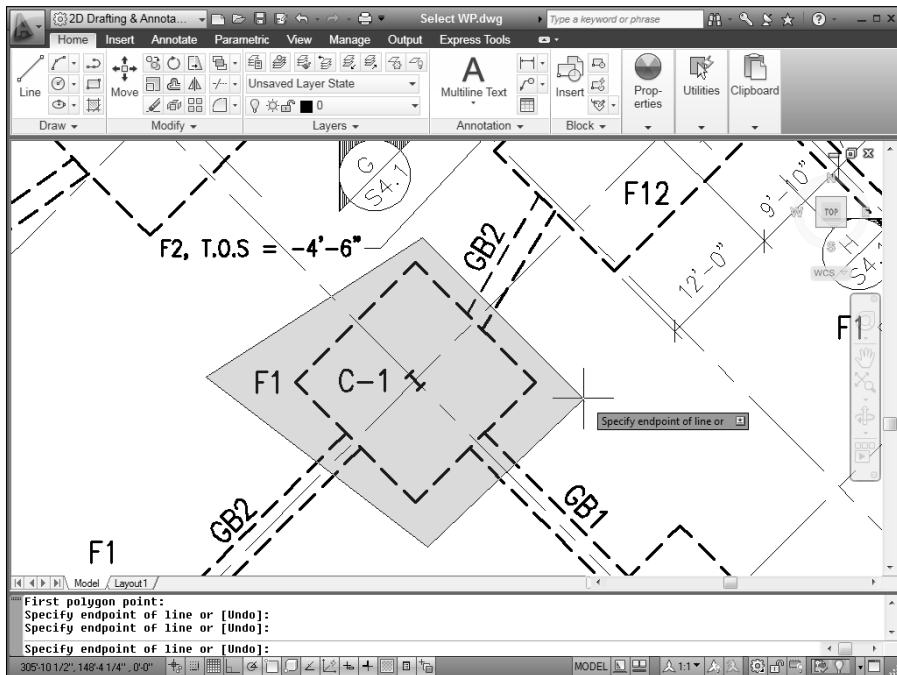 2D Drafting & Annota... Select WP.dwg Type a keyword or phrase
Home Insert Annotate Parametric View Manage Output Express Tools
Line Move Unsaved Layer State Multiline Text Insert Prop-erties Utilities Clipboard
0
Draw Modify Layers Annotation Block
G
S4.1
F12
9'-10"
N
W TOP E
S
WCS
H
S4.1
F2, T.O.S = -4'-6"
GB2
12'-0"
F1
F1 C-1
Specify endpoint of line or
GB2
GB1
F1
Model Layout1
First polygon point:
Specify endpoint of line or [Undo]:
Specify endpoint of line or [Undo]:
Specify endpoint of line or [Undo]:
305'-10 1/2", 148'-4 1/4" , 0'-0" MODEL 1:1